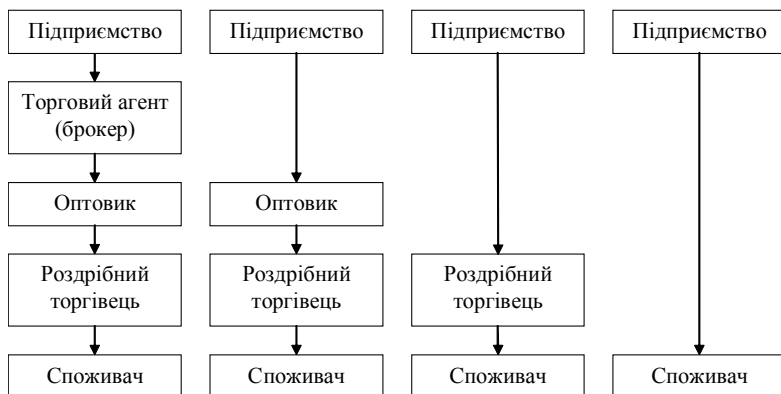 Підприємство
Підприємство
Підприємство
Підприємство
Торговий агент
(брокер)
Оптовик
Оптовик
Роздрібний
торгівець
Роздрібний
торгівець
Роздрібний
торгівець
Споживач
Споживач
Споживач
Споживач